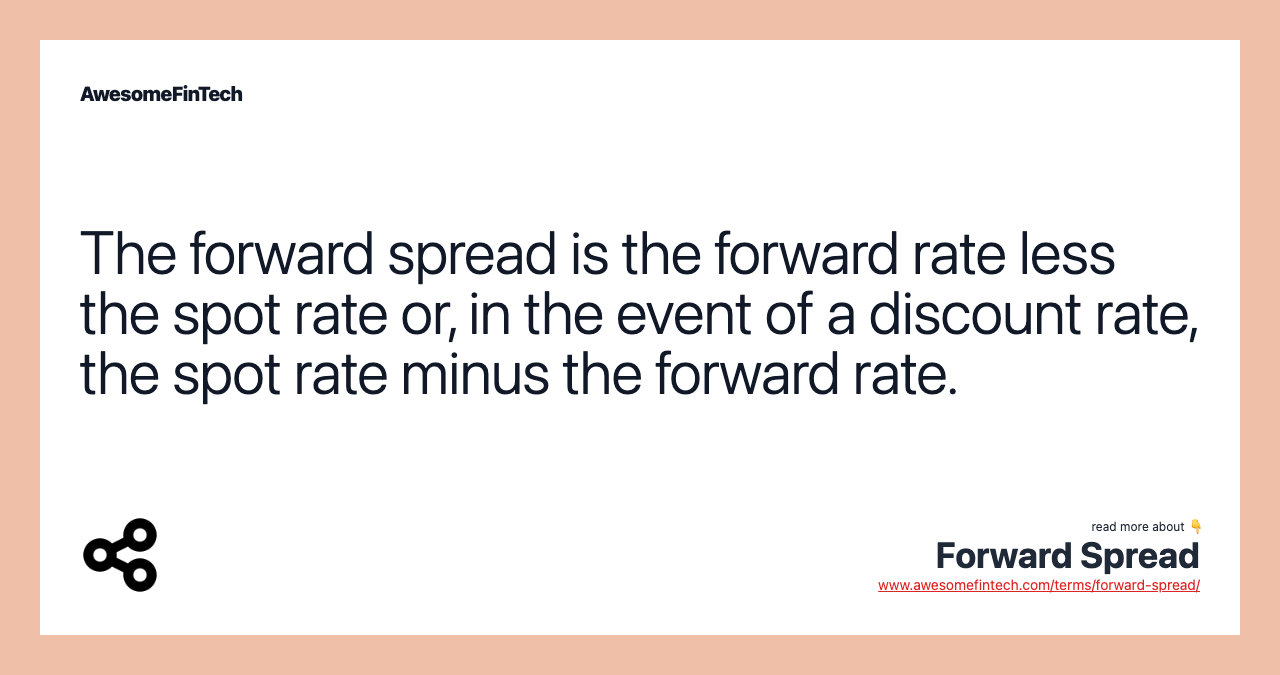 AwesomeFinTech
The forward spread is the forward rate less
the spot rate or, in the event of a discount rate,
the spot rate minus the forward rate.
read more about 👇
Forward Spread
www.awesomefintech.com/terms/forward-spread/